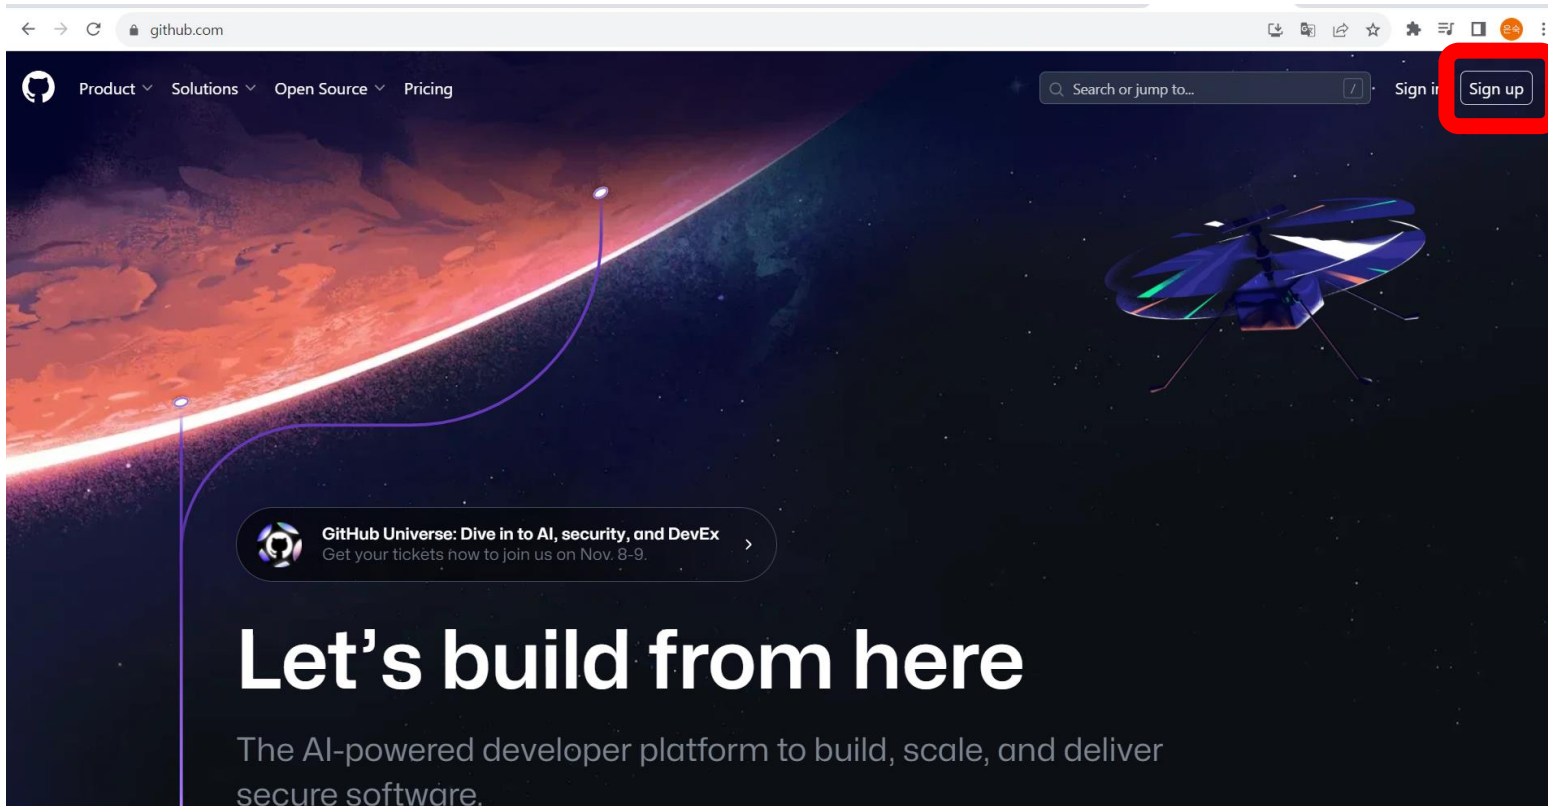 github.com
은숙
Product
Solutions
Open Source
Pricing
Search or jump to...
/
Sign in
Sign up
GitHub Universe: Dive in to AI, security, and DevEx
Get your tickets now to join us on Nov. 8-9.
Let's build from here
The AI-powered developer platform to build, scale, and deliver
secure software.